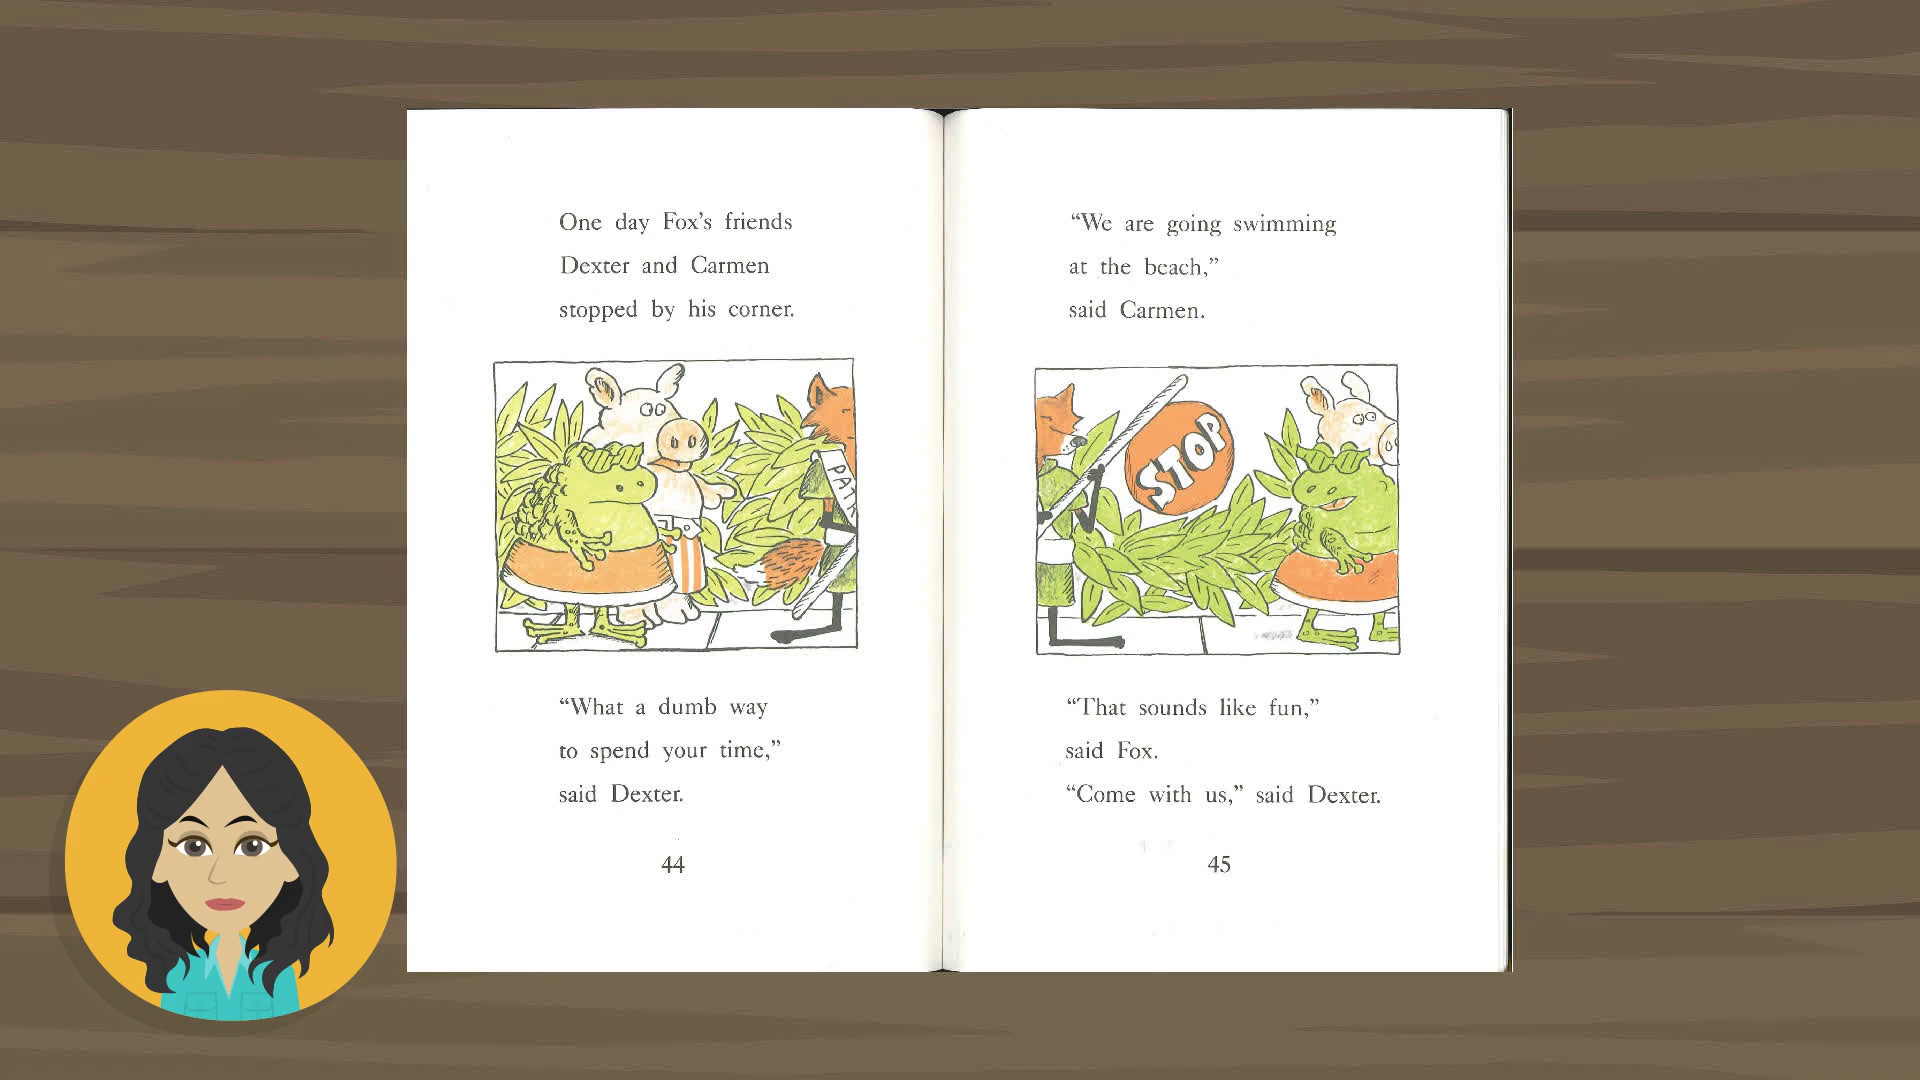 One day Fox's friends
Dexter and Carmen
stopped by his corner.
PAT
“What a dumb way
to spend your time,”
said Dexter.
44
“We are going swimming
at the beach,”
said Carmen.
STOP
“That sounds like fun,”
said Fox.
“Come with us,” said Dexter.
45